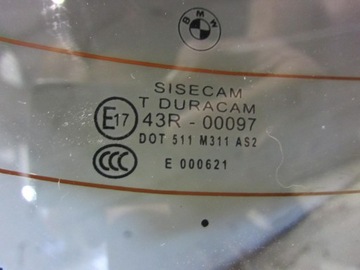 BMW
SISECAM
T DURACAM
E17 43R - 00097
DOT 511 M311 AS2
CCC E 000621